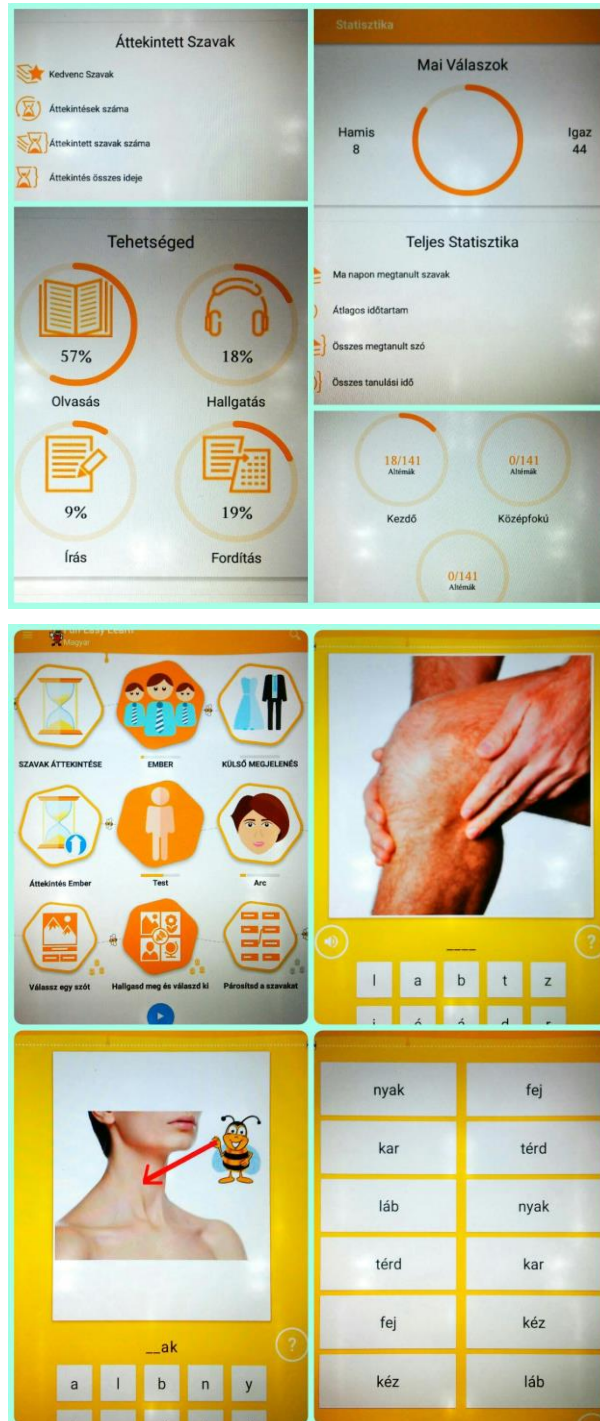 Áttekintett Szavak
Kedvenc Szavak
Áttekintések száma
Áttekintett szavak száma
Áttekintés összes ideje
Statisztika
Mai Válaszok
Hamis
8
Igaz
44
Tehetséged
57%
18%
Olvasás
Hallgatás
9%
19%
Írás
Fordítás
Teljes Statisztika
Ma napon megtanult szavak
Átlagos időtartam
Összes megtanult szó
Összes tanulási idő
18/141
Altémák
0/141
Altémák
Kezdő
Középfokú
0/141
Altémák
Fun Easy Learn
Magyar
SZAVAK ÁTTEKINTÉSE
EMBER
KÜLSŐ MEGJELENÉS
Áttekintés Ember
Test
Arc
Válassz egy szót
Hallgasd meg és válaszd ki
Párosítsd a szavakat
____
?
l a b t z
__ak
?
a l b n y
nyak fej
kar térd
láb nyak
térd kar
fej kéz
kéz láb